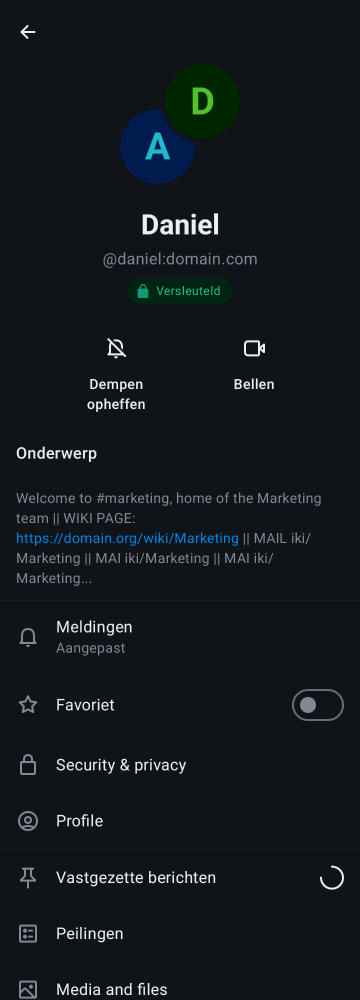 D
A
Daniel
@daniel:domain.com
Versleuteld
Dempen
opheffen
Bellen
Onderwerp
Welcome to #marketing, home of the Marketing
team || WIKI PAGE:
https://domain.org/wiki/Marketing || MAIL iki/
Marketing || MAI iki/Marketing || MAI iki/
Marketing...
Meldingen
Aangepast
Favoriet
Security & privacy
Profile
Vastgezette berichten
Peilingen
Media and files